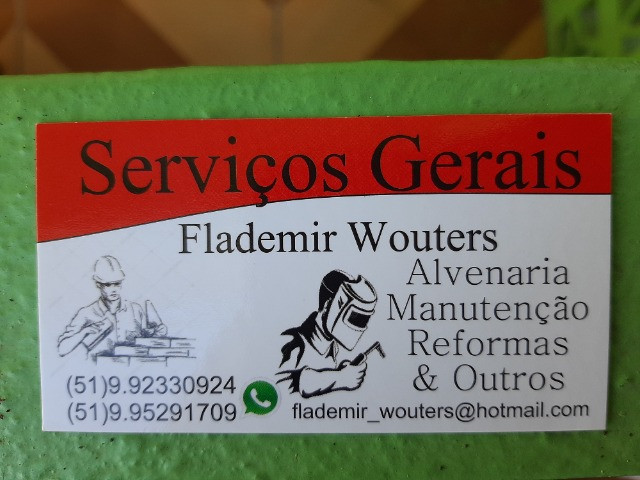 Serviços Gerais
Flademir Wouters
Alvenaria
Manutenção
Reformas
& Outros
(51)9.92330924
(51)9.95291709
flademir_wouters@hotmail.com